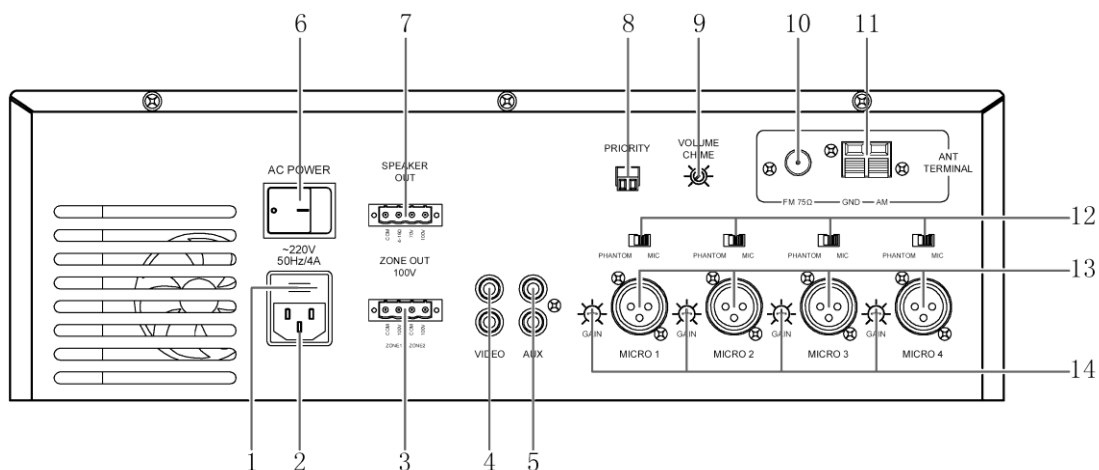 6 7 8 9 10 11
PRIORITY
VOLUME
CHIME
ANT
TERMINAL
FM 75Ω GND AM
AC POWER
SPEAKER
OUT
COM 100V
~220V
50Hz/4A
ZONE OUT
100V
COM 100V COM 100V
ZONE1 ZONE2
VIDEO AUX
12
PHANTOM MIC PHANTOM MIC PHANTOM MIC PHANTOM MIC
13
GAIN GAIN GAIN GAIN
MICRO 1 MICRO 2 MICRO 3 MICRO 4
14
1 2 3 4 5